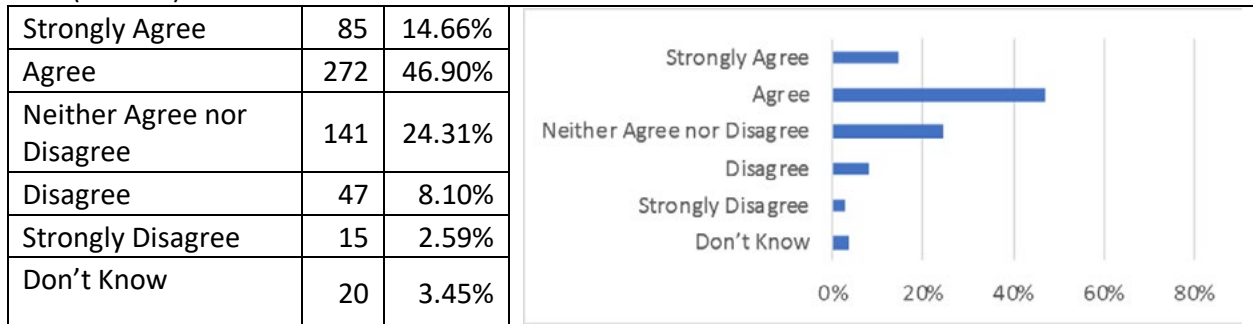 Strongly Agree 85 14.66%
Agree 272 46.90%
Neither Agree nor
Disagree 141 24.31%
Disagree 47 8.10%
Strongly Disagree 15 2.59%
Don’t Know 20 3.45%
Strongly Agree
Agree
Neither Agree nor Disagree
Disagree
Strongly Disagree
Don’t Know
0% 20% 40% 60% 80%